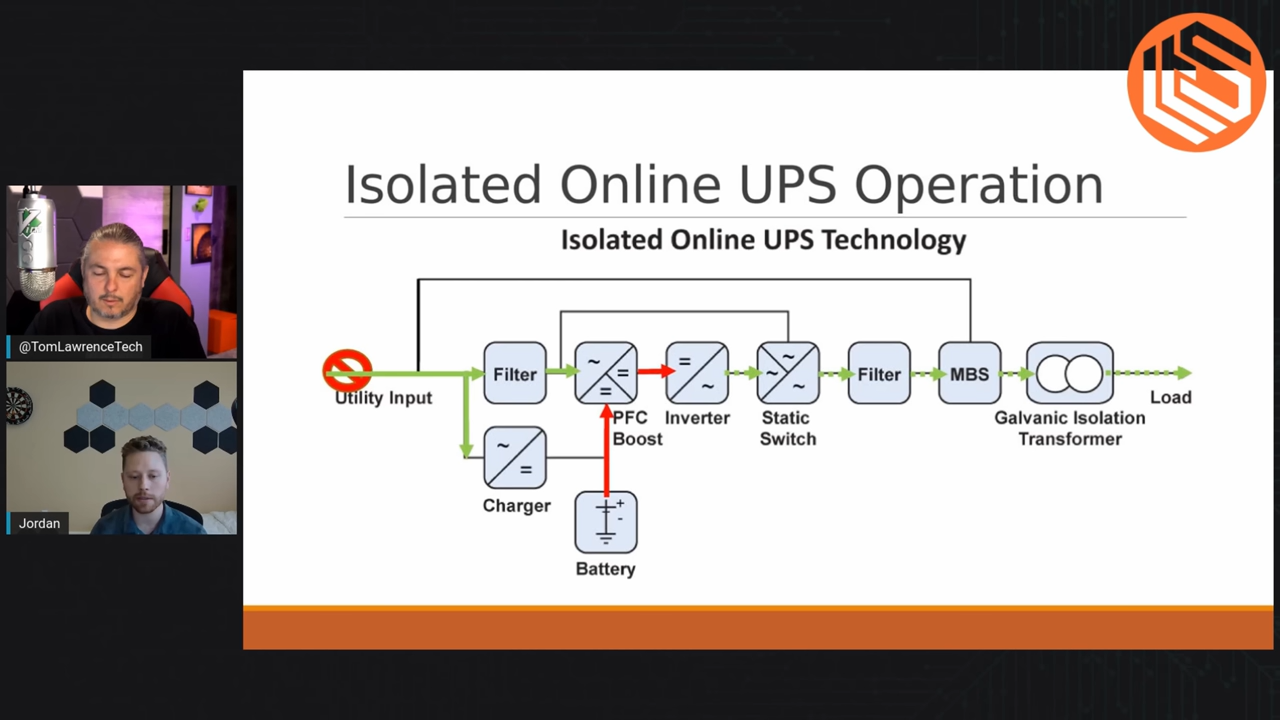 Isolated Online UPS Operation
Isolated Online UPS Technology
@TomLawrenceTech
Jordan
Utility Input
Filter
PFC
Boost
Inverter
Static
Switch
Filter
MBS
Galvanic Isolation
Transformer
Load
Charger
Battery